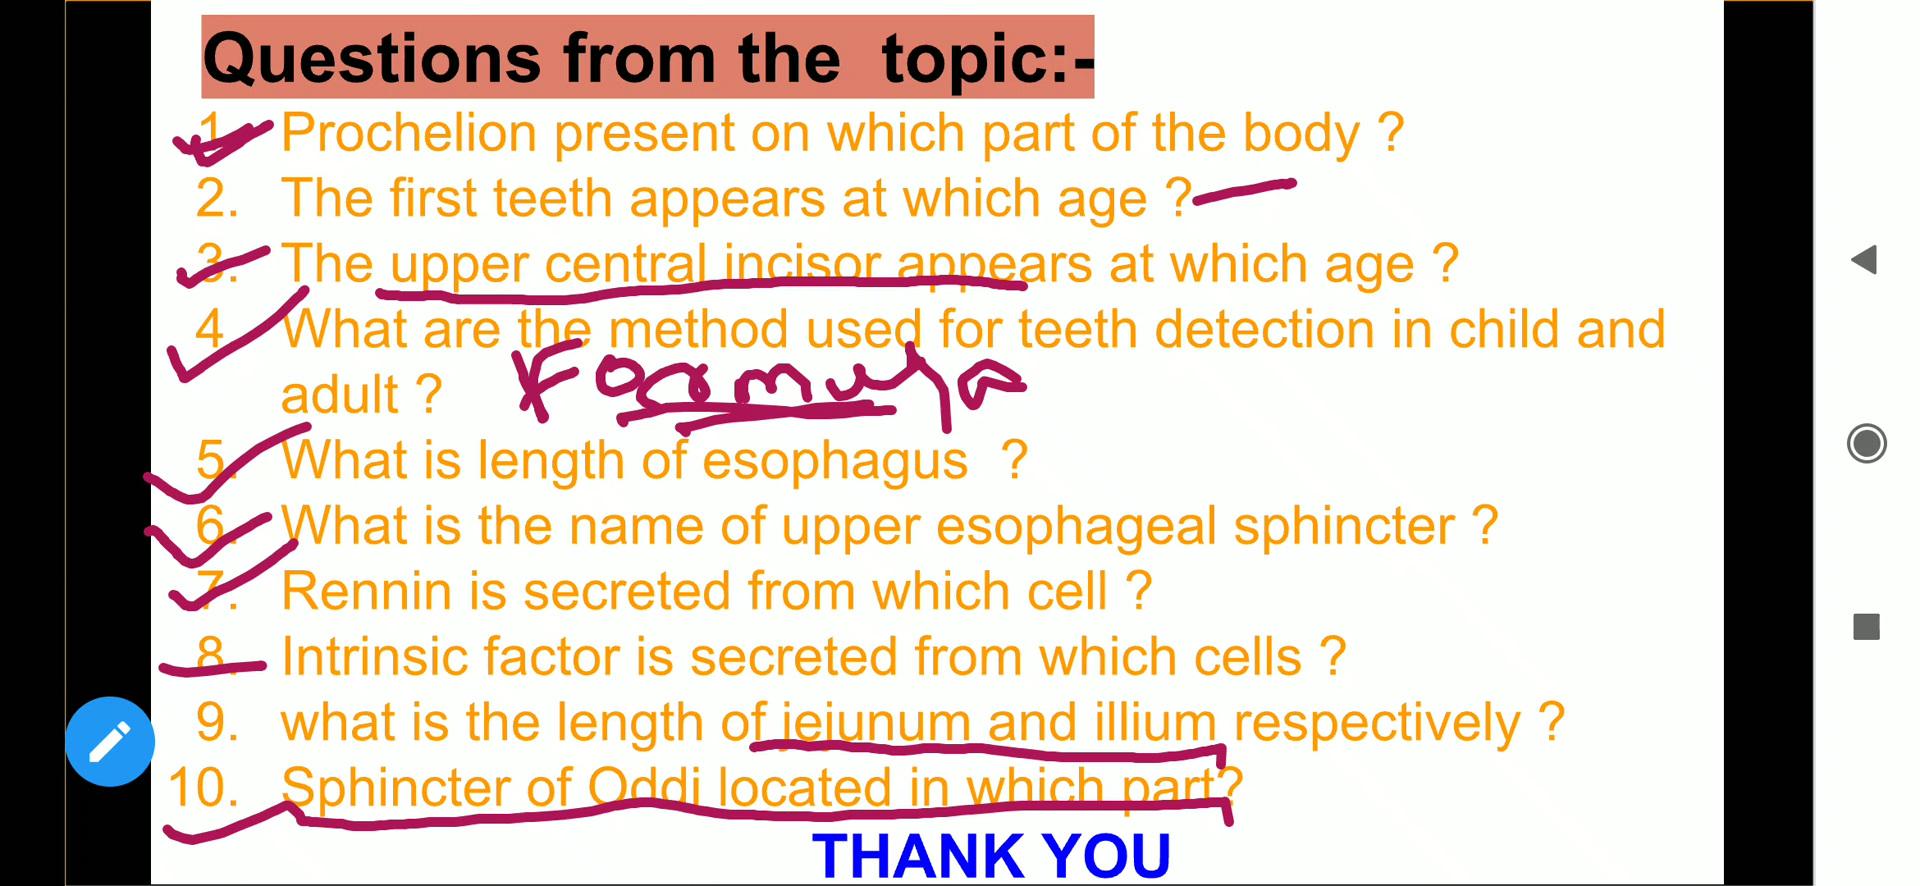 Questions from the topic:-
1. Prochelion present on which part of the body ?
2. The first teeth appears at which age ?
3. The upper central incisor appears at which age ?
4 What are the method used for teeth detection in child and
adult ? Formula
5. What is length of esophagus ?
6. What is the name of upper esophageal sphincter ?
7. Rennin is secreted from which cell ?
8. Intrinsic factor is secreted from which cells ?
9. what is the length of jejunum and illium respectively ?
10. Sphincter of Oddi located in which part?
THANK YOU